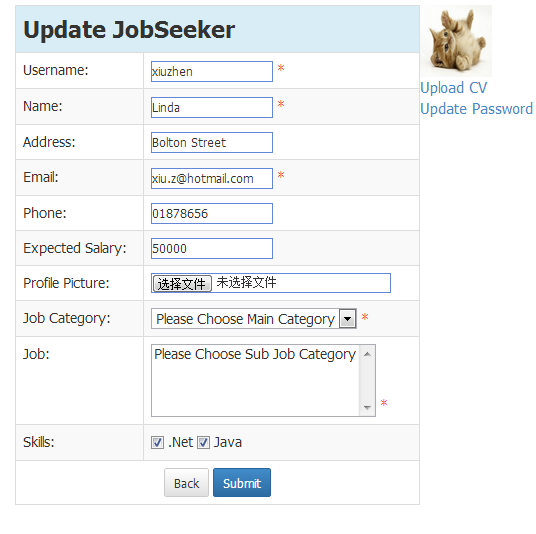 Update JobSeeker
Upload CV
Update Password
Username: xiuzhen *
Name: Linda *
Address: Bolton Street
Email: xiu.z@hotmail.com *
Phone: 01878656
Expected Salary: 50000
Profile Picture: 选择文件 未选择文件
Job Category: Please Choose Main Category *
Job: Please Choose Sub Job Category *
Skills: .Net Java
Back Submit